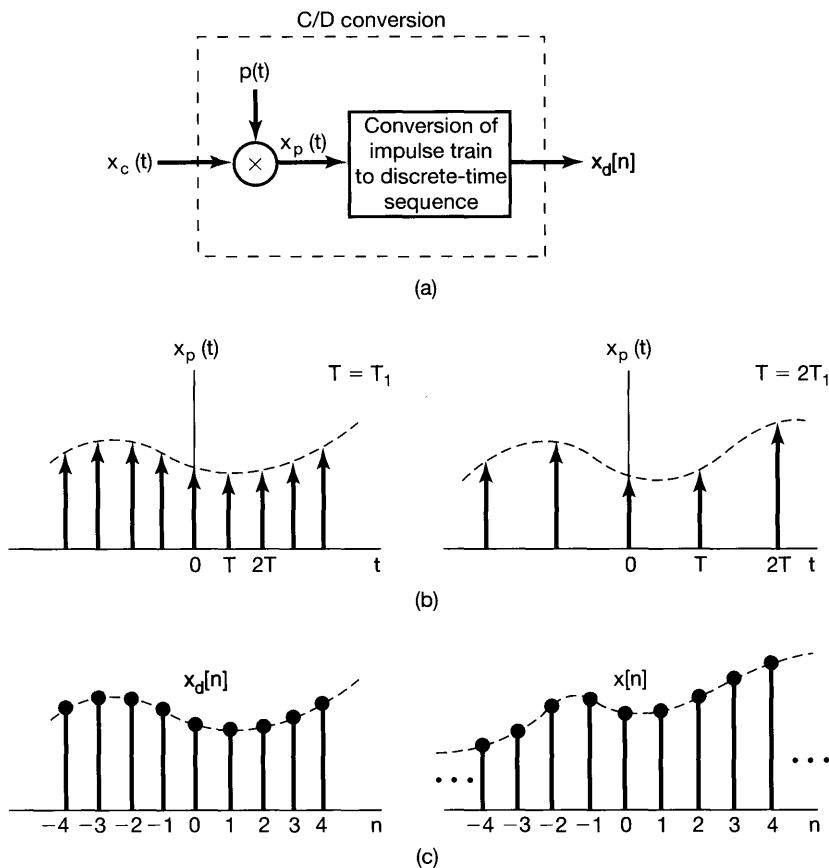 C/D conversion
p(t)
x_c (t)
×
x_p (t)
Conversion of
impulse train
to discrete-time
sequence
x_d[n]
(a)
x_p (t)
T = T_1
0 T 2T t
x_p (t)
T = 2T_1
0 T 2T t
(b)
x_d[n]
-4 -3 -2 -1 0 1 2 3 4 n
x[n]
• • •
• • •
-4 -3 -2 -1 0 1 2 3 4 n
(c)